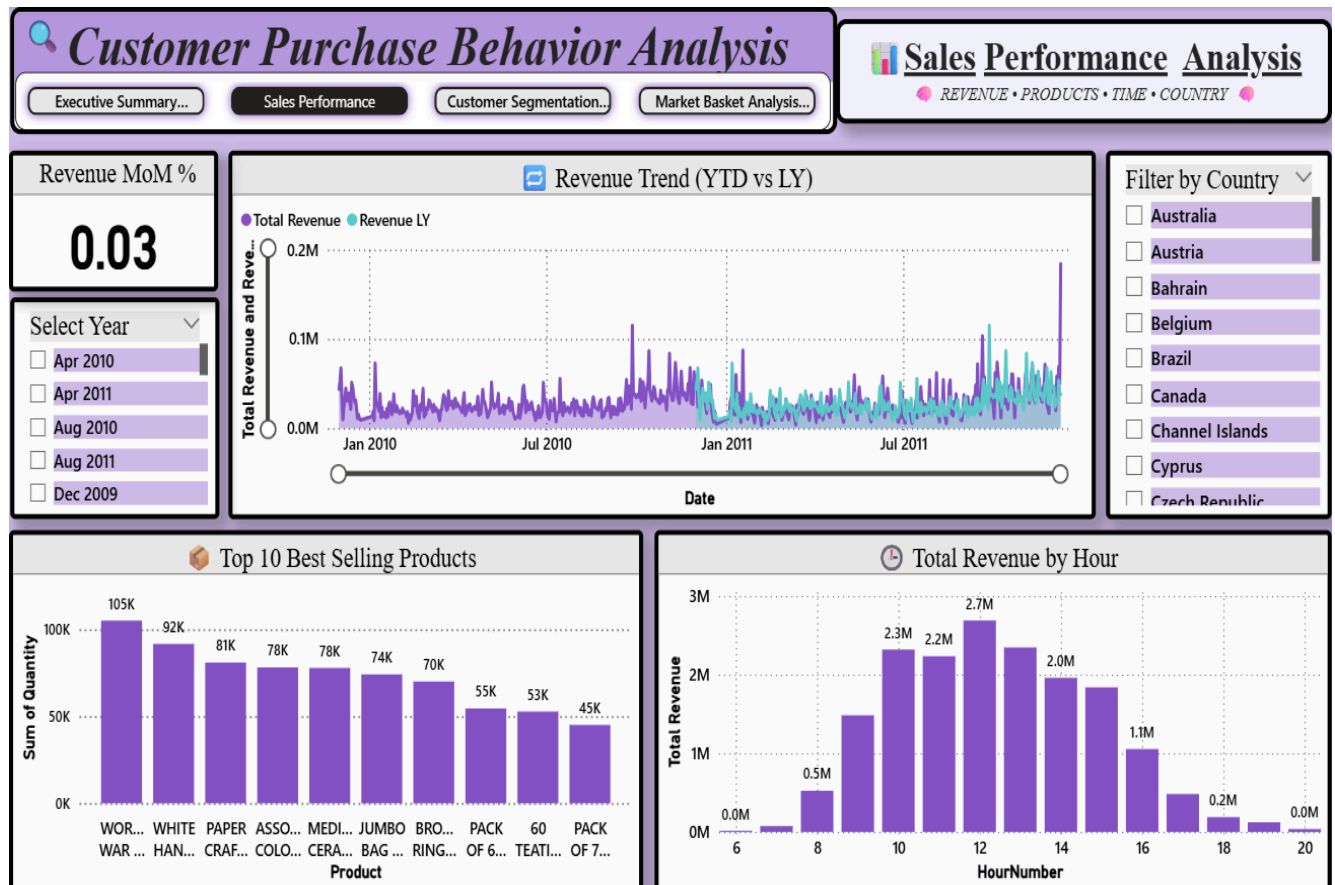 Customer Purchase Behavior Analysis
Executive Summary...
Sales Performance
Customer Segmentation...
Market Basket Analysis...
Sales Performance Analysis
REVENUE • PRODUCTS • TIME • COUNTRY
Revenue MoM %
0.03
Select Year
Apr 2010
Apr 2011
Aug 2010
Aug 2011
Dec 2009
Revenue Trend (YTD vs LY)
Total Revenue
Revenue LY
Total Revenue and Reve...
0.2M
0.1M
0.0M
Jan 2010
Jul 2010
Jan 2011
Jul 2011
Date
Filter by Country
Australia
Austria
Bahrain
Belgium
Brazil
Canada
Channel Islands
Cyprus
Czech Republic
Top 10 Best Selling Products
Sum of Quantity
100K
50K
0K
105K
92K
81K
78K
78K
74K
70K
55K
53K
45K
WOR... WHITE PAPER ASSO... MEDI... JUMBO BRO... PACK 60 PACK
WAR ... HAN... CRAF... COLO... CERA... BAG ... RING... OF 6... TEATI... OF 7...
Product
Total Revenue by Hour
Total Revenue
3M
2M
1M
0M
0.0M
0.5M
2.3M
2.2M
2.7M
2.0M
1.1M
0.2M
0.0M
6 8 10 12 14 16 18 20
HourNumber